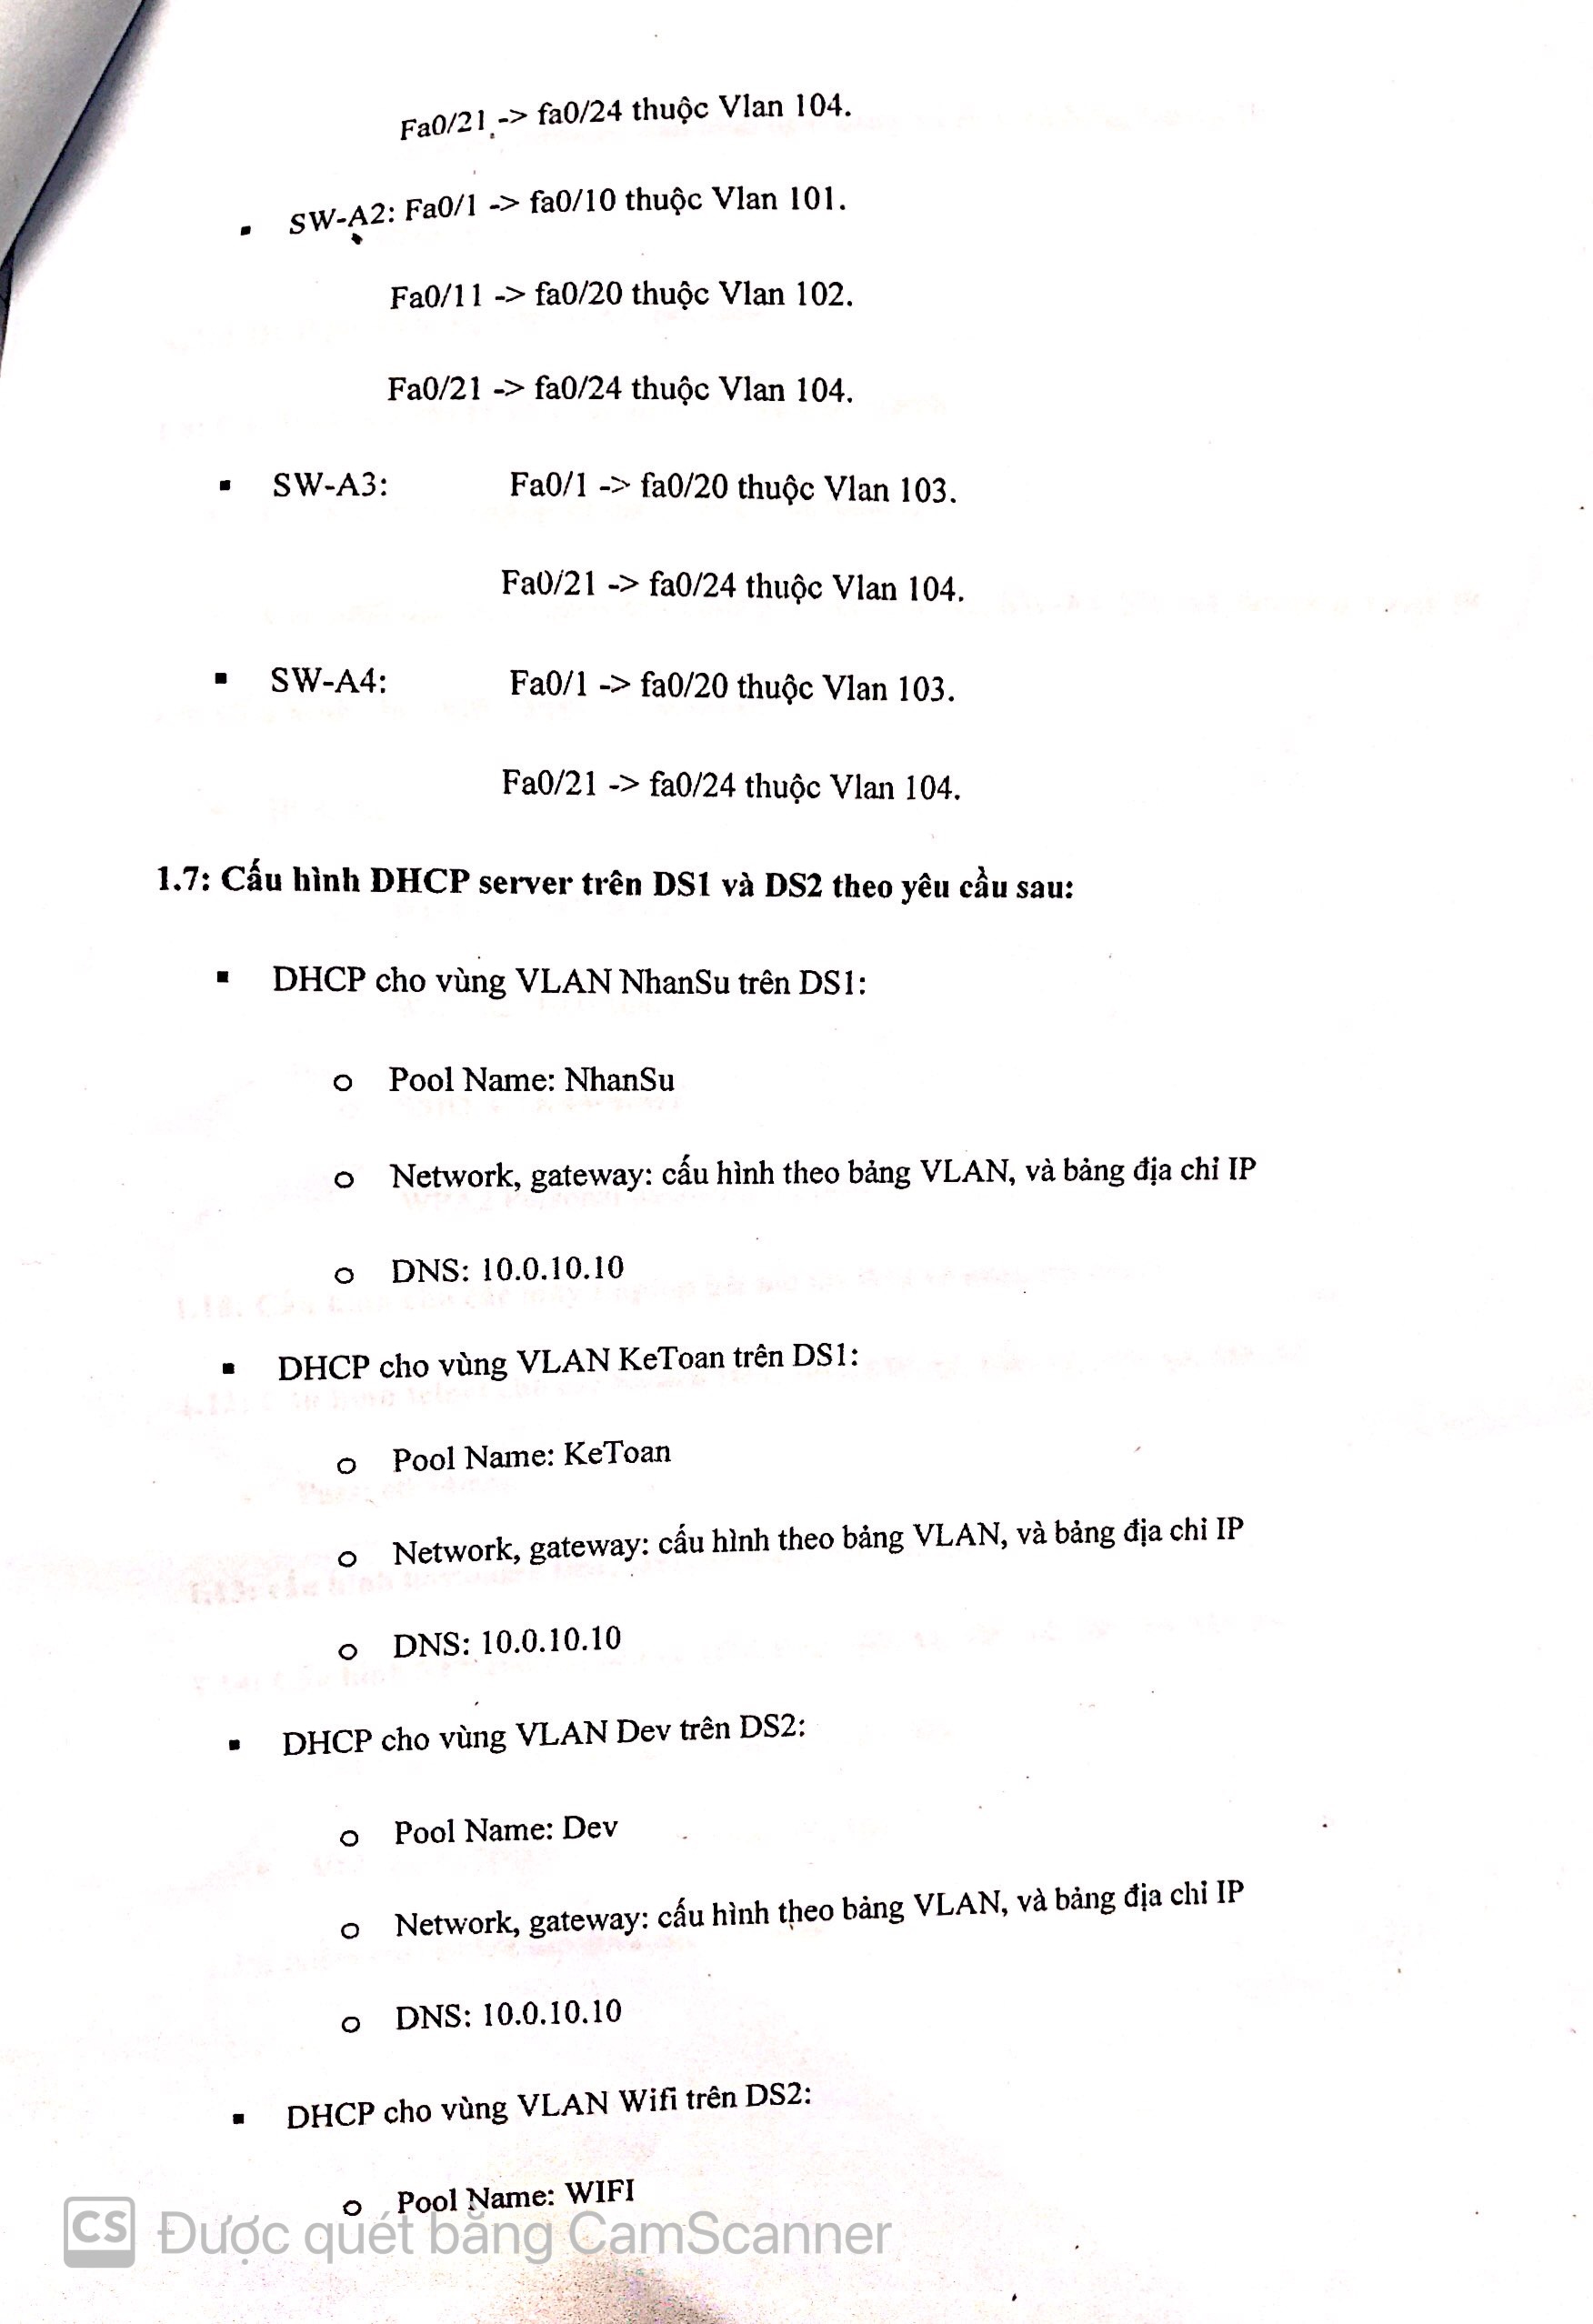 Fa0/21 -> fa0/24 thuộc Vlan 104.
▪ SW-A2: Fa0/1 -> fa0/10 thuộc Vlan 101.
Fa0/11 -> fa0/20 thuộc Vlan 102.
Fa0/21 -> fa0/24 thuộc Vlan 104.
▪ SW-A3: Fa0/1 -> fa0/20 thuộc Vlan 103.
Fa0/21 -> fa0/24 thuộc Vlan 104.
▪ SW-A4: Fa0/1 -> fa0/20 thuộc Vlan 103.
Fa0/21 -> fa0/24 thuộc Vlan 104.
1.7: Cấu hình DHCP server trên DS1 và DS2 theo yêu cầu sau:
▪ DHCP cho vùng VLAN NhanSu trên DS1:
o Pool Name: NhanSu
o Network, gateway: cấu hình theo bảng VLAN, và bảng địa chỉ IP
o DNS: 10.0.10.10
▪ DHCP cho vùng VLAN KeToan trên DS1:
o Pool Name: KeToan
o Network, gateway: cấu hình theo bảng VLAN, và bảng địa chỉ IP
o DNS: 10.0.10.10
▪ DHCP cho vùng VLAN Dev trên DS2:
o Pool Name: Dev
o Network, gateway: cấu hình theo bảng VLAN, và bảng địa chỉ IP
o DNS: 10.0.10.10
▪ DHCP cho vùng VLAN Wifi trên DS2:
o Pool Name: WIFI
CS Được quét bằng CamScanner